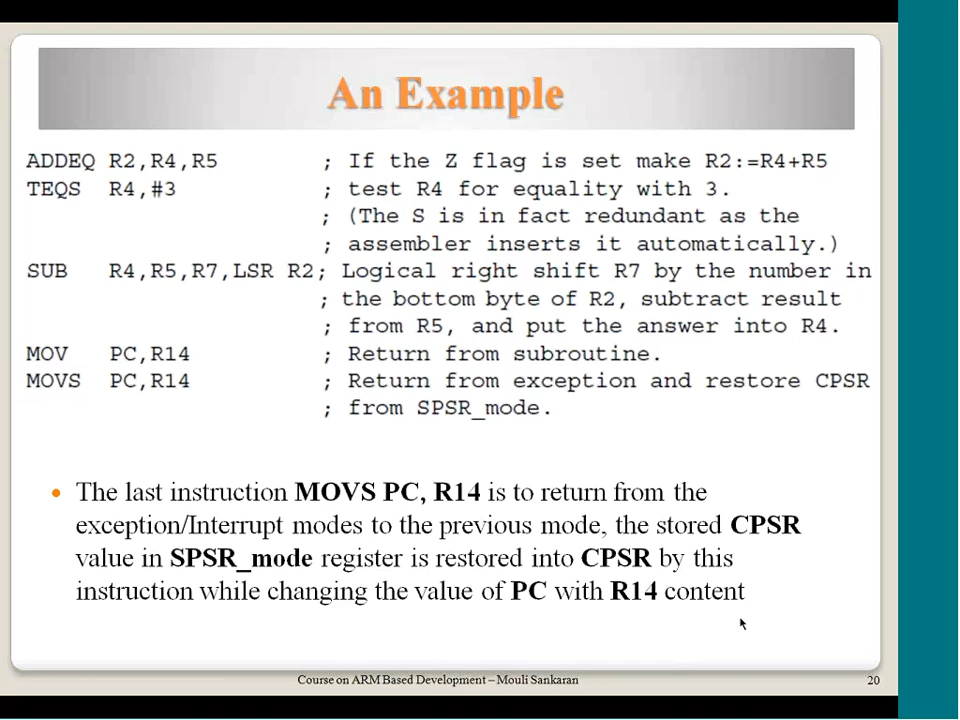 An Example
ADDEQ R2,R4,R5 ; If the Z flag is set make R2:=R4+R5
TEQS R4,#3 ; test R4 for equality with 3.
; (The S is in fact redundant as the
; assembler inserts it automatically.)
SUB R4,R5,R7,LSR R2; Logical right shift R7 by the number in
; the bottom byte of R2, subtract result
; from R5, and put the answer into R4.
MOV PC,R14 ; Return from subroutine.
MOVS PC,R14 ; Return from exception and restore CPSR
; from SPSR_mode.
• The last instruction MOVS PC, R14 is to return from the
exception/Interrupt modes to the previous mode, the stored CPSR
value in SPSR_mode register is restored into CPSR by this
instruction while changing the value of PC with R14 content
Course on ARM Based Development – Mouli Sankaran
20